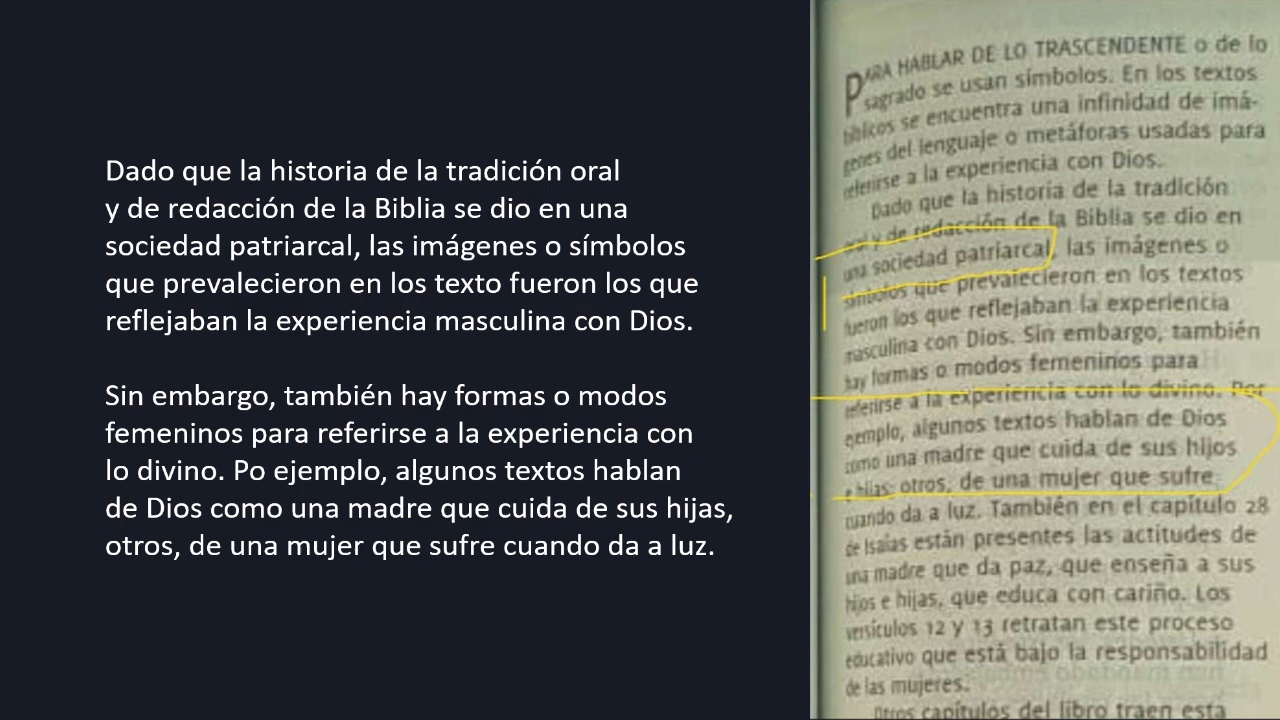 Dado que la historia de la tradición oral
y de redacción de la Biblia se dio en una
sociedad patriarcal, las imágenes o símbolos
que prevalecieron en los texto fueron los que
reflejaban la experiencia masculina con Dios.
Sin embargo, también hay formas o modos
femeninos para referirse a la experiencia con
lo divino. Po ejemplo, algunos textos hablan
de Dios como una madre que cuida de sus hijas,
otros, de una mujer que sufre cuando da a luz.
PARA HABLAR DE LO TRASCENDENTE o de lo
sagrado se usan símbolos. En los textos
bíblicos se encuentra una infinidad de imá-
genes del lenguaje o metáforas usadas para
referirse a la experiencia con Dios.
Dado que la historia de la tradición
oral y de redacción de la Biblia se dio en
una sociedad patriarcal, las imágenes o
símbolos que prevalecieron en los textos
fueron los que reflejaban la experiencia
masculina con Dios. Sin embargo, también
hay formas o modos femeninos para
referirse a la experiencia con lo divino. Por
ejemplo, algunos textos hablan de Dios
como una madre que cuida de sus hijos
e hijas; otros, de una mujer que sufre
cuando da a luz. También en el capítulo 28
de Isaías están presentes las actitudes de
una madre que da paz, que enseña a sus
hijos e hijas, que educa con cariño. Los
versículos 12 y 13 retratan este proceso
educativo que está bajo la responsabilidad
de las mujeres.
Otros capítulos del libro traen esta